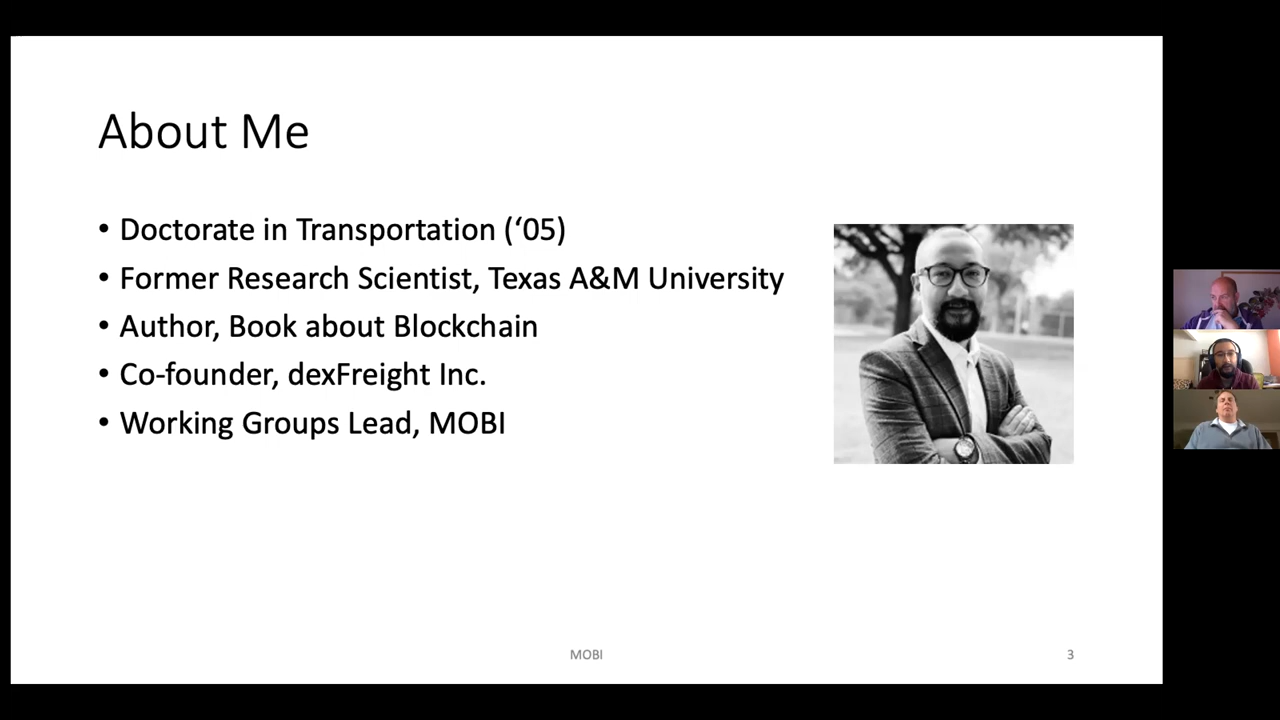 About Me
• Doctorate in Transportation (‘05)
• Former Research Scientist, Texas A&M University
• Author, Book about Blockchain
• Co-founder, dexFreight Inc.
• Working Groups Lead, MOBI
MOBI
3